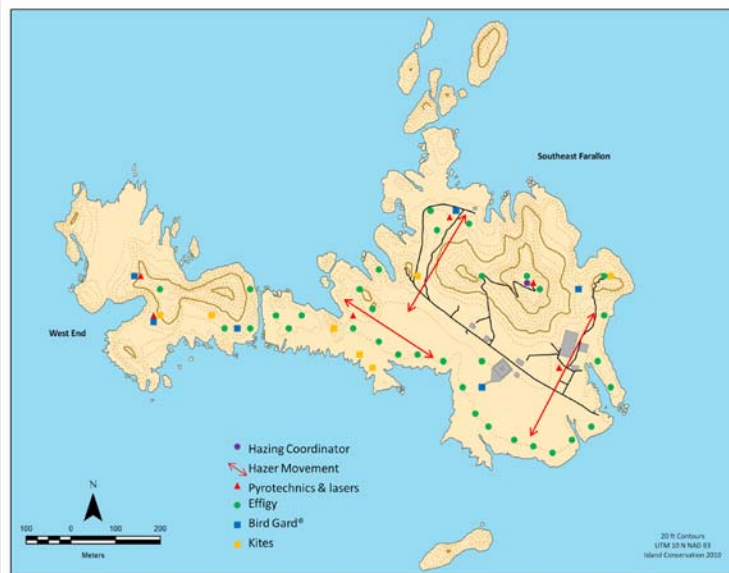 Southeast Farallon
West End
Hazing Coordinator
Hazer Movement
Pyrotechnics & lasers
Effigy
Bird Gard®
Kites
N
100 0 100 200
Meters
20 ft Contours
UTM 10 N NAD 83
Island Conservation 2010